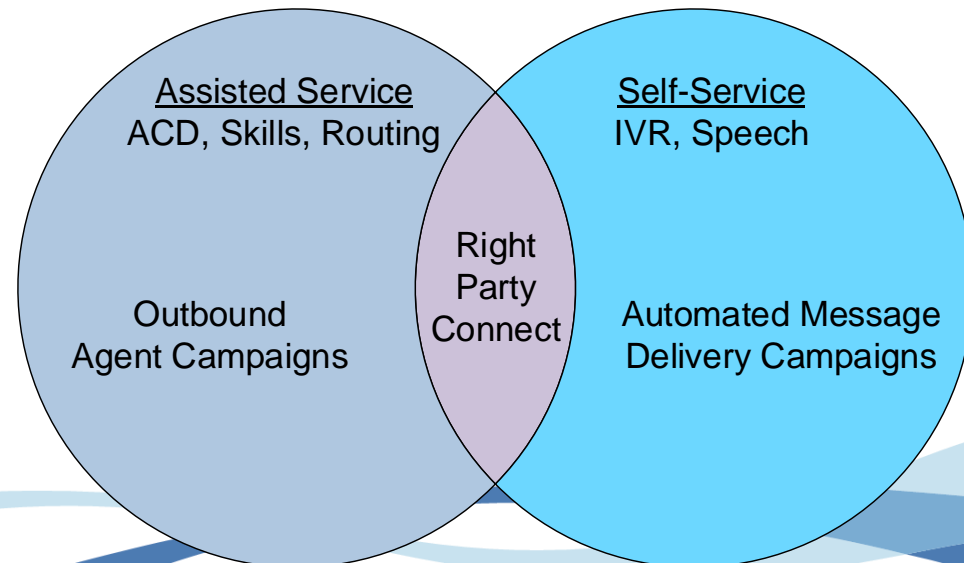 Assisted Service
ACD, Skills, Routing
Outbound
Agent Campaigns
Right
Party
Connect
Self-Service
IVR, Speech
Automated Message
Delivery Campaigns